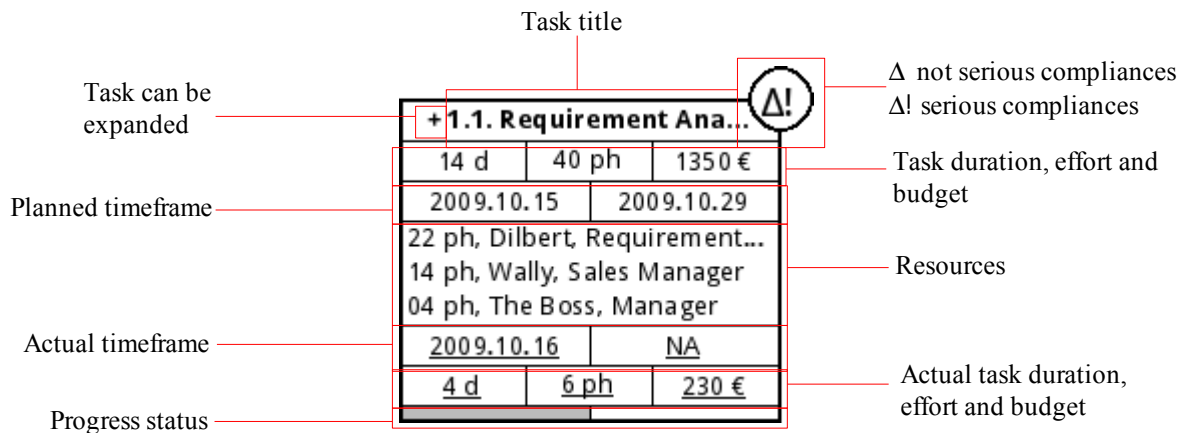 Task title
Δ not serious compliances
Δ! serious compliances
Task can be
expanded
Δ!
+ 1.1. Requirement Ana...
14 d 40 ph 1350 €
Task duration, effort and
budget
Planned timeframe
2009.10.15 2009.10.29
22 ph, Dilbert, Requirement...
14 ph, Wally, Sales Manager
04 ph, The Boss, Manager
Resources
Actual timeframe
2009.10.16 NA
4 d 6 ph 230 €
Actual task duration,
effort and budget
Progress status